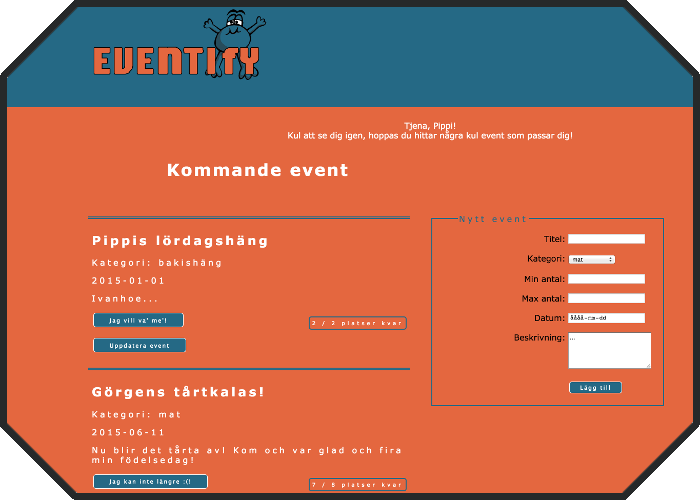 EVENTIFY
Tjena, Pippi!
Kul att se dig igen, hoppas du hittar några kul event som passar dig!
Kommande event
Pippis lördagshäng
Kategori: bakishäng
2015-01-01
Ivanhoe...
Jag vill va' me'!
2 / 2 platser kvar
Uppdatera event
Görgens tårtkalas!
Kategori: mat
2015-06-11
Nu blir det tårta av! Kom och var glad och fira
min födelsedag!
Jag kan inte längre :(!
7 / 8 platser kvar
Nytt event
Titel:
Kategori: mat
Min antal:
Max antal:
Datum: åååå-mm-dd
Beskrivning: ...
Lägg till